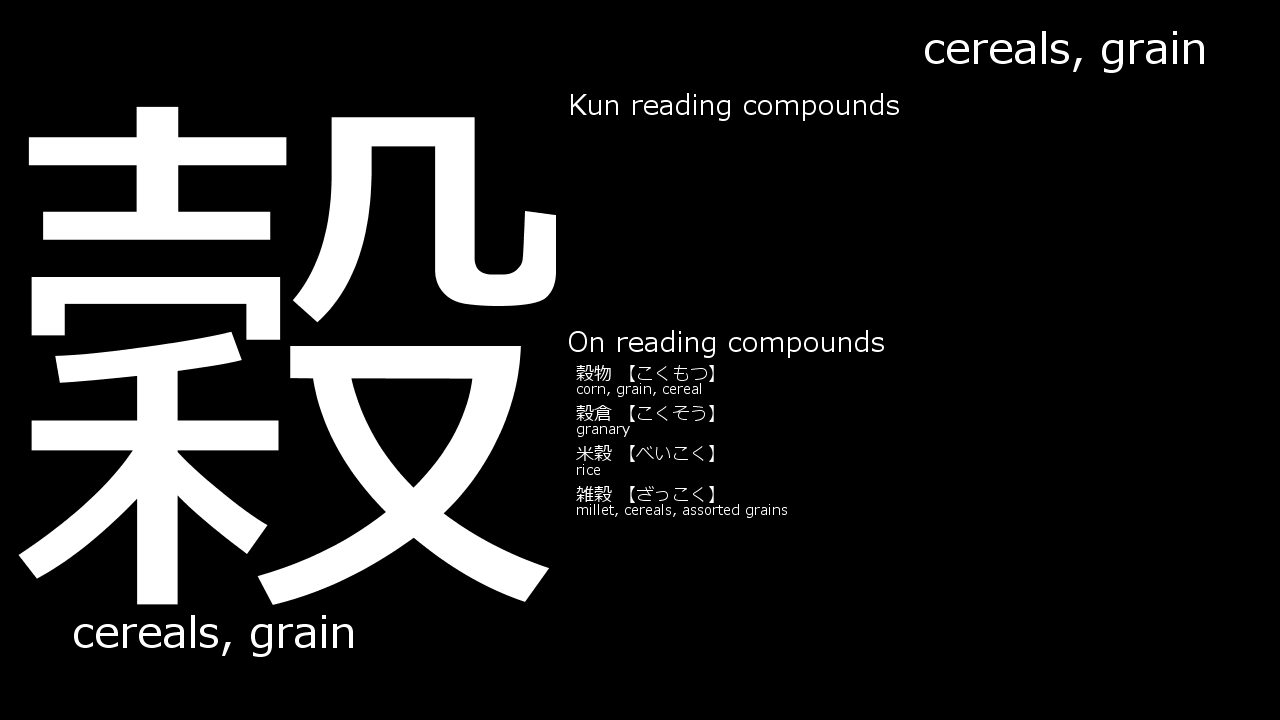 cereals, grain
穀
cereals, grain
Kun reading compounds
On reading compounds
穀物 【こくもつ】
corn, grain, cereal
穀倉 【こくそう】
granary
米穀 【べいこく】
rice
雑穀 【ざっこく】
millet, cereals, assorted grains